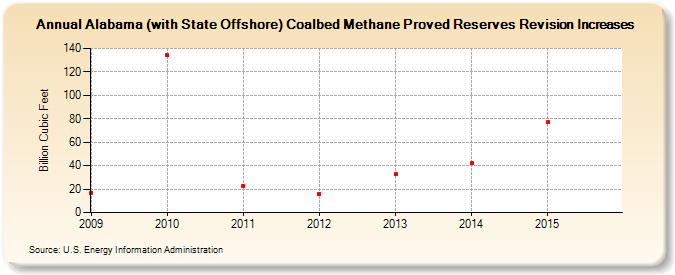 Annual Alabama (with State Offshore) Coalbed Methane Proved Reserves Revision Increases
Billion Cubic Feet
140
120
100
80
60
40
20
0
2009 2010 2011 2012 2013 2014 2015
Source: U.S. Energy Information Administration